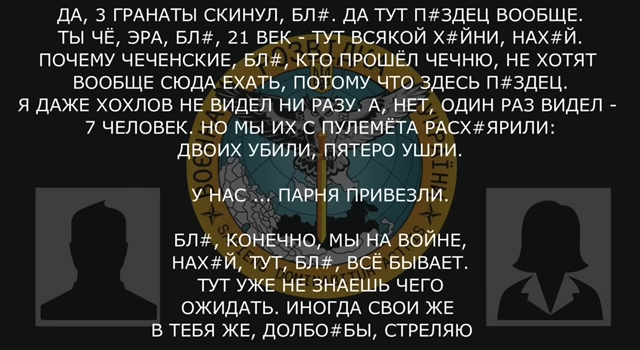 ДА, 3 ГРАНАТЫ СКИНУЛ, БЛ#. ДА ТУТ П#ЗДЕЦ ВООБЩЕ.
ТЫ ЧЁ, ЭРА, БЛ#, 21 ВЕК - ТУТ ВСЯКОЙ Х#ЙНИ, НАХ#Й.
ПОЧЕМУ ЧЕЧЕНСКИЕ, БЛ#, КТО ПРОШЁЛ ЧЕЧНЮ, НЕ ХОТЯТ
ВООБЩЕ СЮДА ЕХАТЬ, ПОТОМУ ЧТО ЗДЕСЬ П#ЗДЕЦ.
Я ДАЖЕ ХОХЛОВ НЕ ВИДЕЛ НИ РАЗУ. А, НЕТ, ОДИН РАЗ ВИДЕЛ -
7 ЧЕЛОВЕК. НО МЫ ИХ С ПУЛЕМЁТА РАСХ#ЯРИЛИ:
ДВОИХ УБИЛИ, ПЯТЕРО УШЛИ.
У НАС ... ПАРНЯ ПРИВЕЗЛИ.
БЛ#, КОНЕЧНО, МЫ НА ВОЙНЕ,
НАХ#Й, ТУТ, БЛ#, ВСЁ БЫВАЕТ.
ТУТ УЖЕ НЕ ЗНАЕШЬ ЧЕГО
ОЖИДАТЬ. ИНОГДА СВОИ ЖЕ
В ТЕБЯ ЖЕ, ДОЛБО#БЫ, СТРЕЛЯЮ